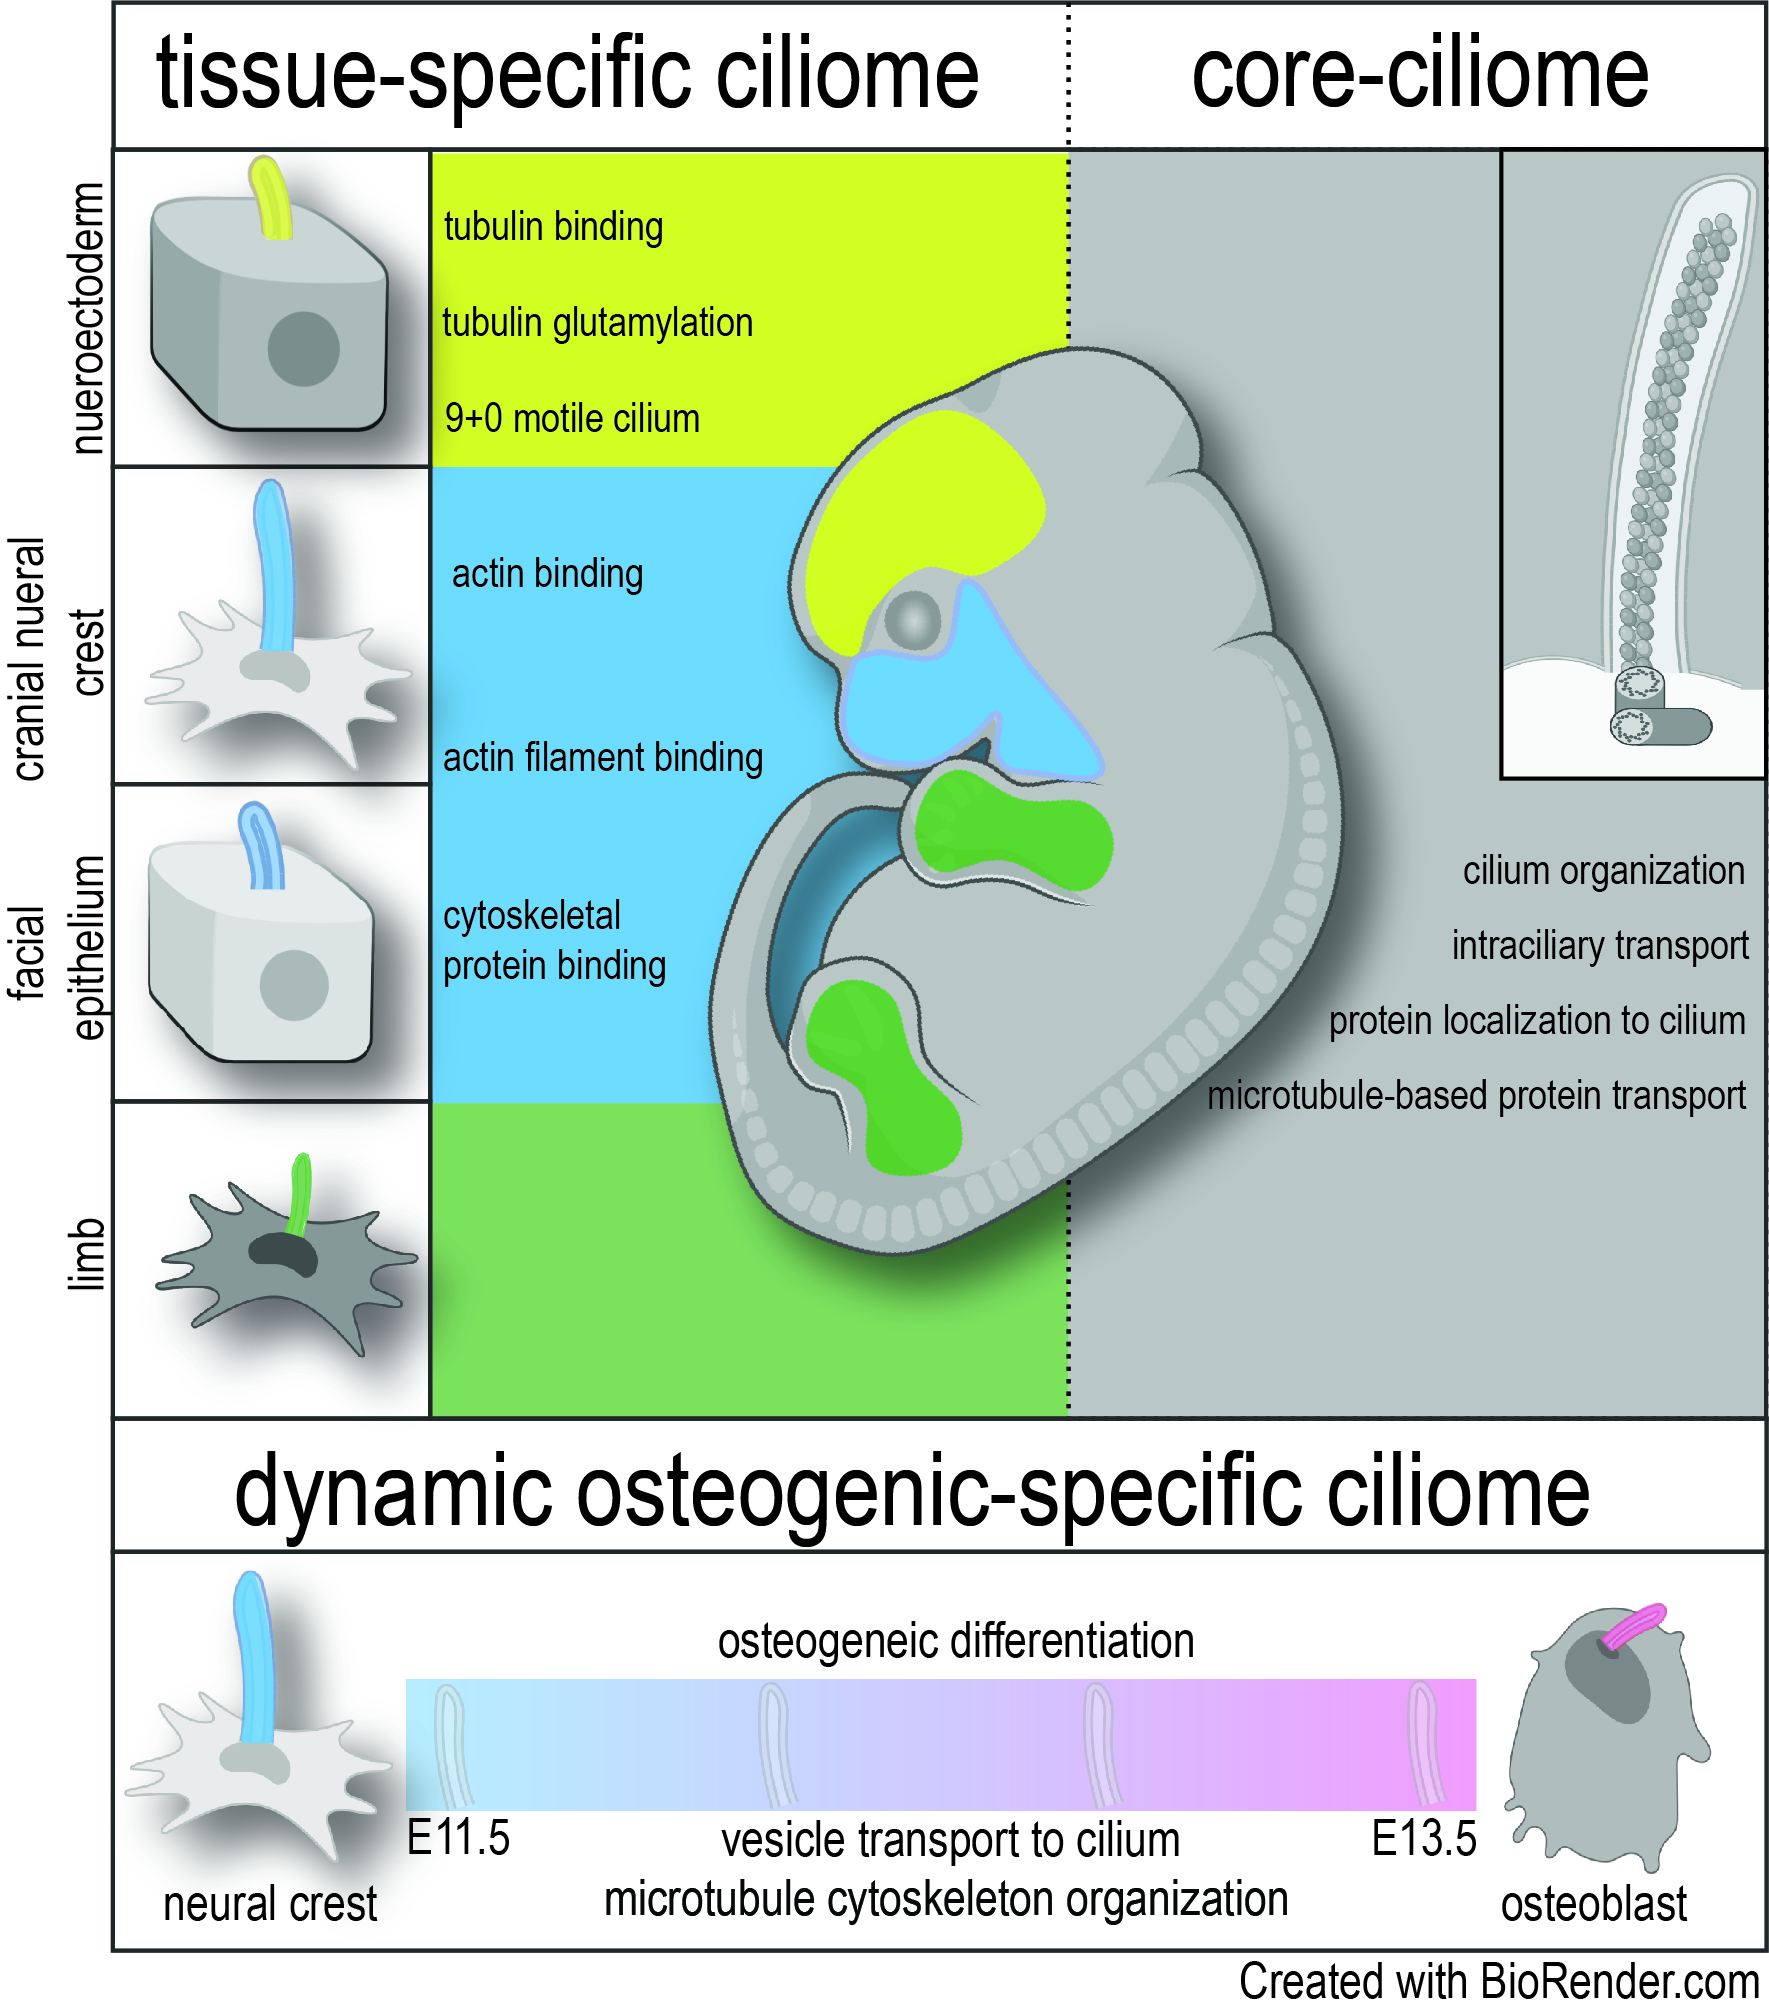 tissue-specific ciliome
core-ciliome
nueroectoderm
tubulin binding
tubulin glutamylation
9+0 motile cilium
cranial nueral
crest
actin binding
actin filament binding
facial
epithelium
cytoskeletal
protein binding
limb
cilium organization
intraciliary transport
protein localization to cilium
microtubule-based protein transport
dynamic osteogenic-specific ciliome
osteogeneic differentiation
E11.5
E13.5
vesicle transport to cilium
microtubule cytoskeleton organization
neural crest
osteoblast
Created with BioRender.com